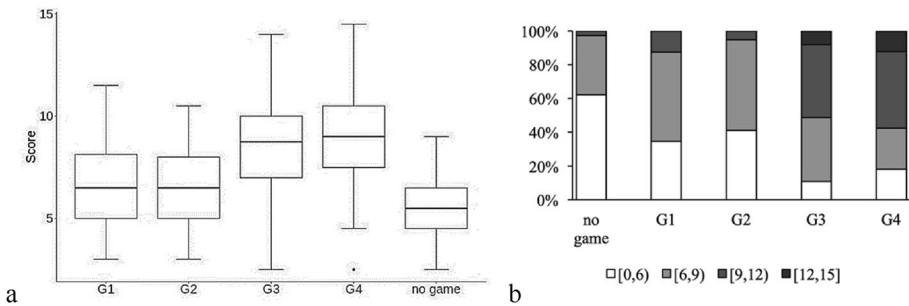 15
10
5
Score
G1 G2 G3 G4 no game
a
100%
80%
60%
40%
20%
0%
no game G1 G2 G3 G4
[0,6) [6,9) [9,12) [12,15]
b